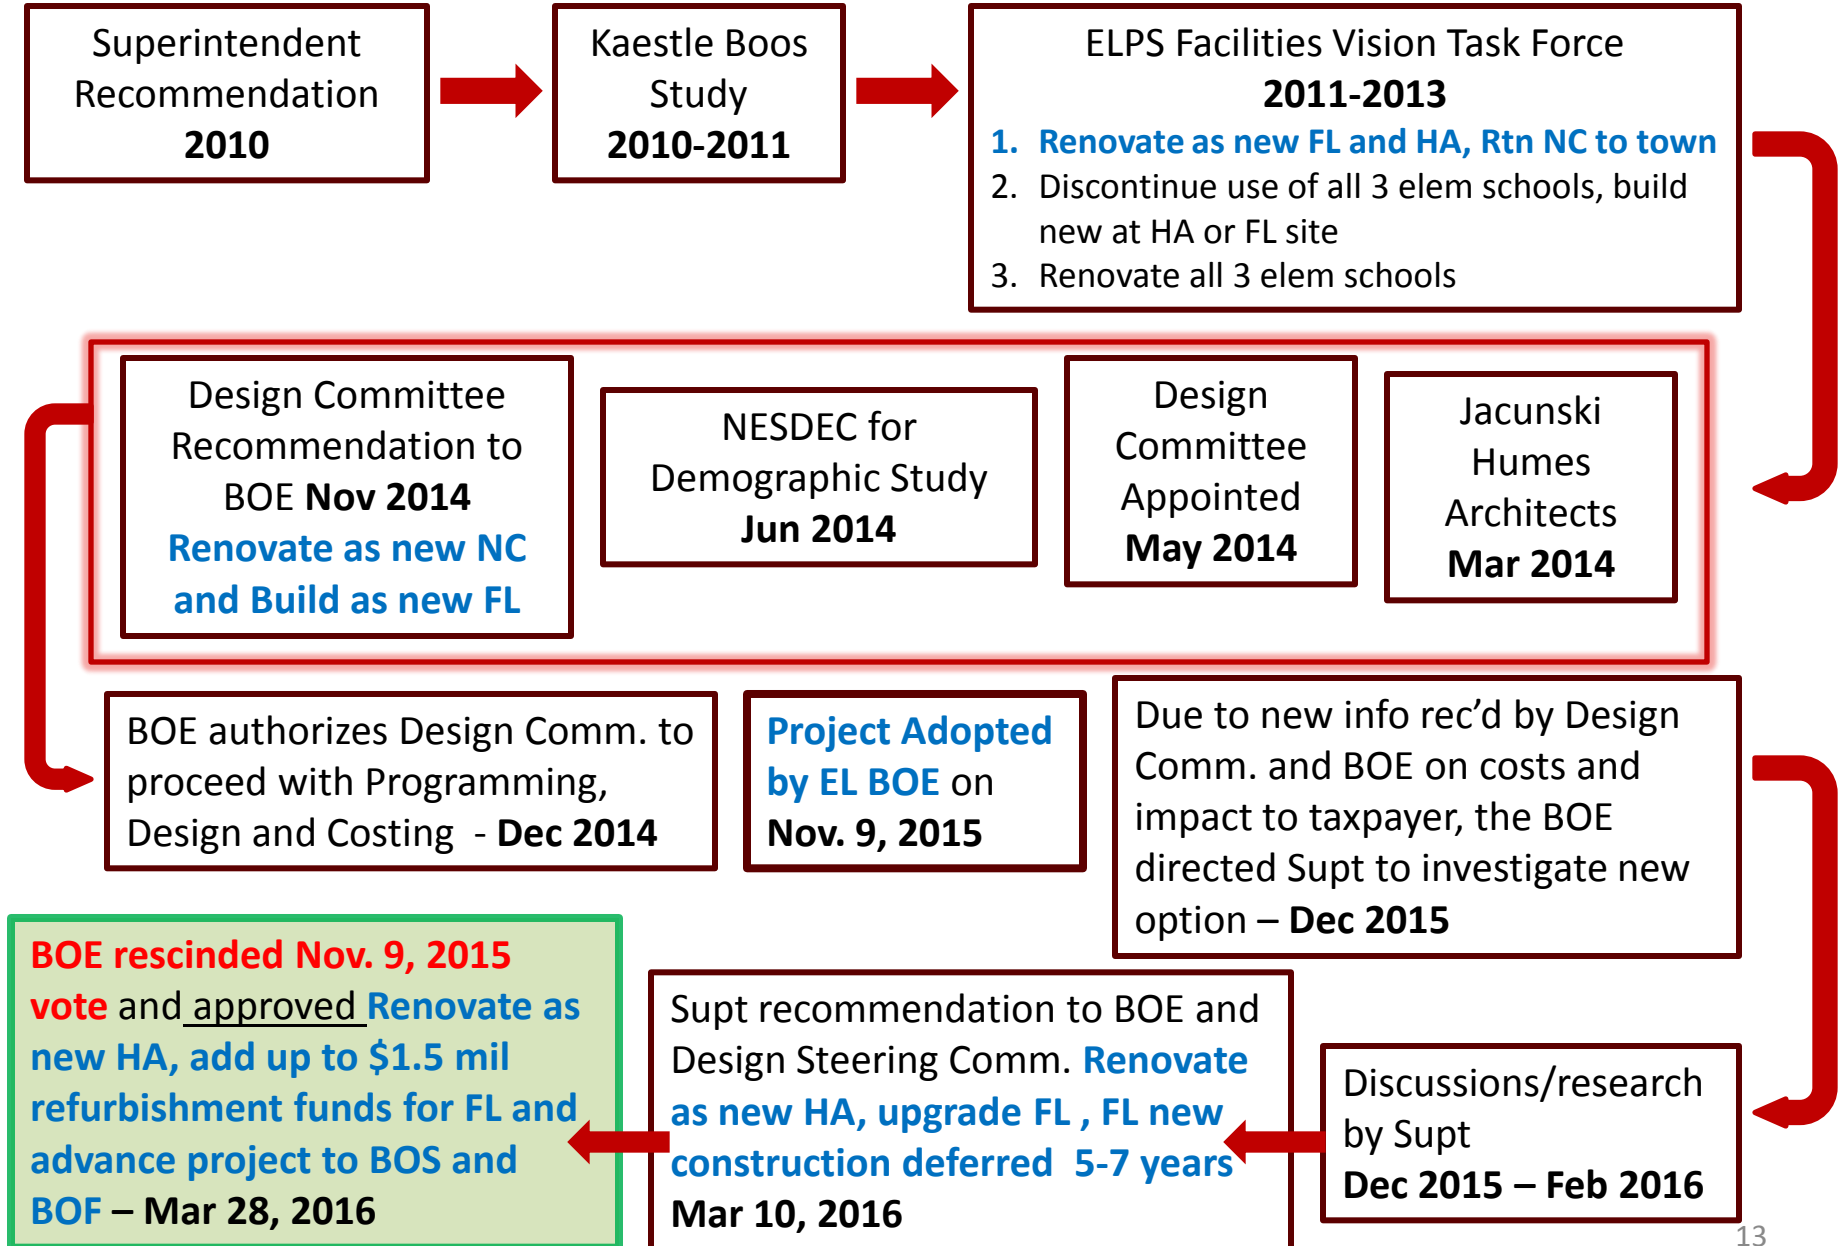 Superintendent
Recommendation
2010
Kaestle Boos
Study
2010-2011
ELPS Facilities Vision Task Force
2011-2013
1. Renovate as new FL and HA, Rtn NC to town
2. Discontinue use of all 3 elem schools, build
new at HA or FL site
3. Renovate all 3 elem schools
Design Committee
Recommendation to
BOE Nov 2014
Renovate as new NC
and Build as new FL
NESDEC for
Demographic Study
Jun 2014
Design
Committee
Appointed
May 2014
Jacunski
Humes
Architects
Mar 2014
BOE authorizes Design Comm. to
proceed with Programming,
Design and Costing - Dec 2014
Project Adopted
by EL BOE on
Nov. 9, 2015
Due to new info rec’d by Design
Comm. and BOE on costs and
impact to taxpayer, the BOE
directed Supt to investigate new
option – Dec 2015
BOE rescinded Nov. 9, 2015
vote and approved Renovate as
new HA, add up to $1.5 mil
refurbishment funds for FL and
advance project to BOS and
BOF – Mar 28, 2016
Supt recommendation to BOE and
Design Steering Comm. Renovate
as new HA, upgrade FL , FL new
construction deferred 5-7 years
Mar 10, 2016
Discussions/research
by Supt
Dec 2015 – Feb 2016
13